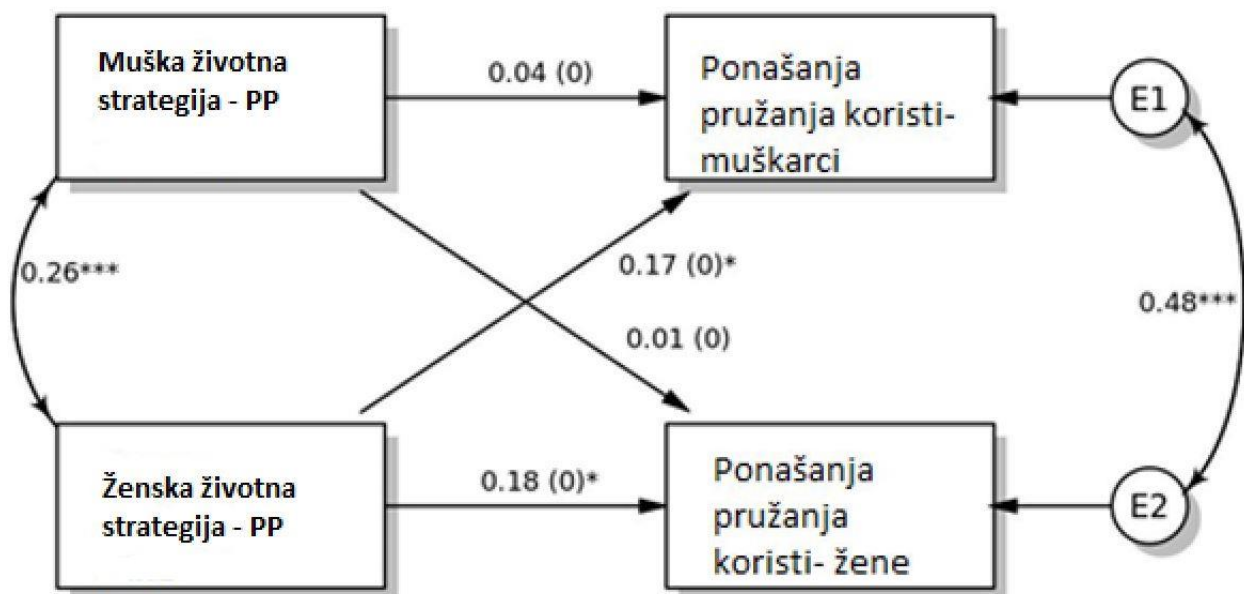 Muška životna
strategija - PP
0.04 (0)
Ponašanja
pružanja koristi-
muškarci
E1
0.26***
0.17 (0)*
0.48***
0.01 (0)
Ženska životna
strategija - PP
0.18 (0)*
Ponašanja
pružanja
koristi- žene
E2